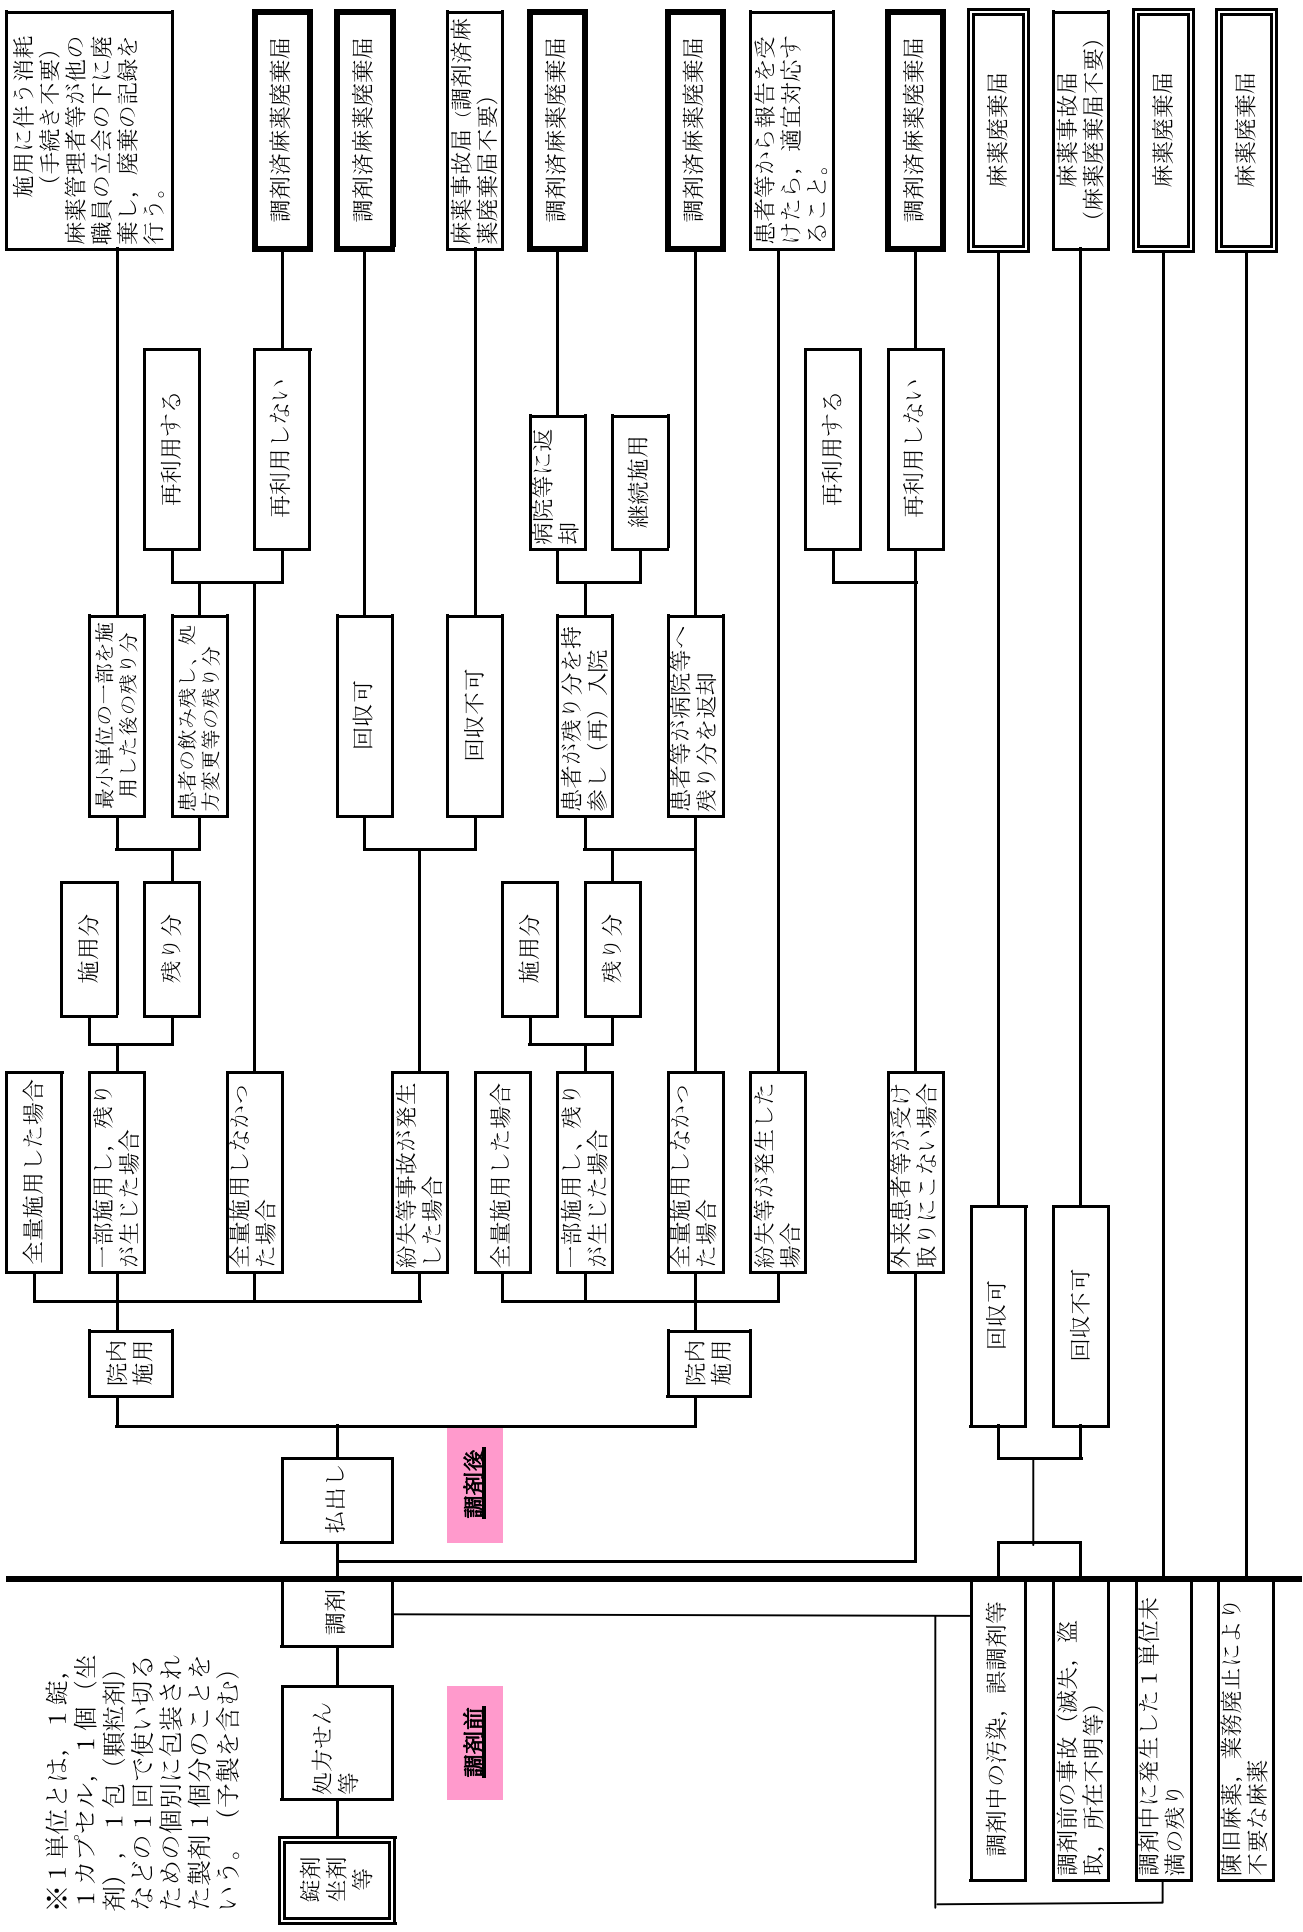 ※１単位とは，１錠，
１カプセル，１個（坐
剤），１包（顆粒剤）
などの１回で使い切る
ための個別に包装され
た製剤１個分のことを
いう。（予製を含む）
錠剤
坐剤
等
処方せん
等
調剤
払出し
調剤前
調剤後
院内
施用
全量施用した場合
一部施用し，残り
が生じた場合
施用分
残り分
最小単位の一部を施
用した後の残り分
施用に伴う消耗
（手続き不要）
麻薬管理者等が他の
職員の立会の下に廃
棄し，廃棄の記録を
行う。
患者の飲み残し、処
方変更等の残り分
再利用する
再利用しない
調剤済麻薬廃棄届
全量施用しなかっ
た場合
紛失等事故が発生
した場合
回収可
調剤済麻薬廃棄届
回収不可
麻薬事故届（調剤済麻
薬廃棄届不要）
院内
施用
全量施用した場合
一部施用し、残り
が生じた場合
施用分
残り分
患者が残り分を持
参し（再）入院
病院等に返
却
調剤済麻薬廃棄届
継続施用
患者等が病院等へ
残り分を返却
調剤済麻薬廃棄届
全量施用しなかっ
た場合
紛失等が発生した
場合
患者等から報告を受
けたら，適宜対応す
ること。
外来患者等が受け
取りにこない場合
再利用する
再利用しない
調剤済麻薬廃棄届
調剤中の汚染，誤調剤等
回収可
麻薬廃棄届
調剤前の事故（滅失，盗
取，所在不明等）
回収不可
麻薬事故届
（麻薬廃棄届不要）
調剤中に発生した１単位未
満の残り
麻薬廃棄届
陳旧麻薬，業務廃止により
不要な麻薬
麻薬廃棄届